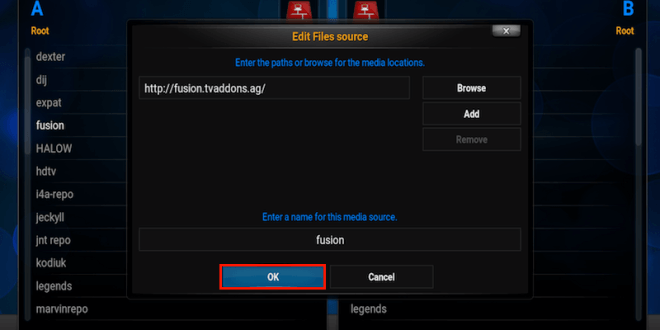 A
Root
dexter
dij
expat
fusion
HALOW
hdtv
i4a-repo
jeckyll
jnt repo
kodiuk
legends
marvinrepo
Edit Files source
x
Enter the paths or browse for the media locations.
http://fusion.tvaddons.ag/
Browse
Add
Remove
Enter a name for this media source.
fusion
OK
Cancel
B
Root
legends